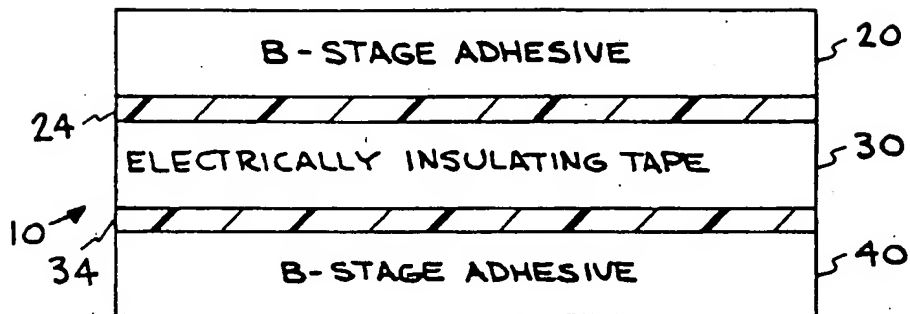 B-STAGE ADHESIVE
20
24
ELECTRICALLY INSULATING TAPE
30
10
34
B-STAGE ADHESIVE
40